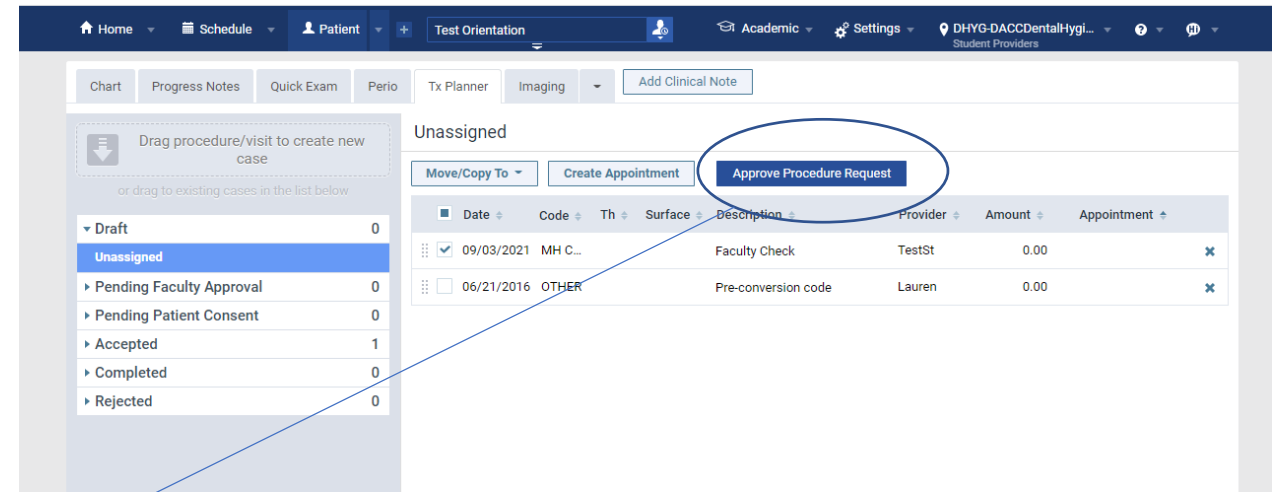 Home Schedule Patient + Test Orientation Academic Settings DHYG-DACCDentalHygi... ?
Student Providers
Chart Progress Notes Quick Exam Perio Tx Planner Imaging Add Clinical Note
Drag procedure/visit to create new
case
or drag to existing cases in the list below
Draft 0
Unassigned
Pending Faculty Approval 0
Pending Patient Consent 0
Accepted 1
Completed 0
Rejected 0
Unassigned
Move/Copy To Create Appointment Approve Procedure Request
Date Code Th Surface Description Provider Amount Appointment
09/03/2021 MH C... Faculty Check TestSt 0.00
06/21/2016 OTHER Pre-conversion code Lauren 0.00